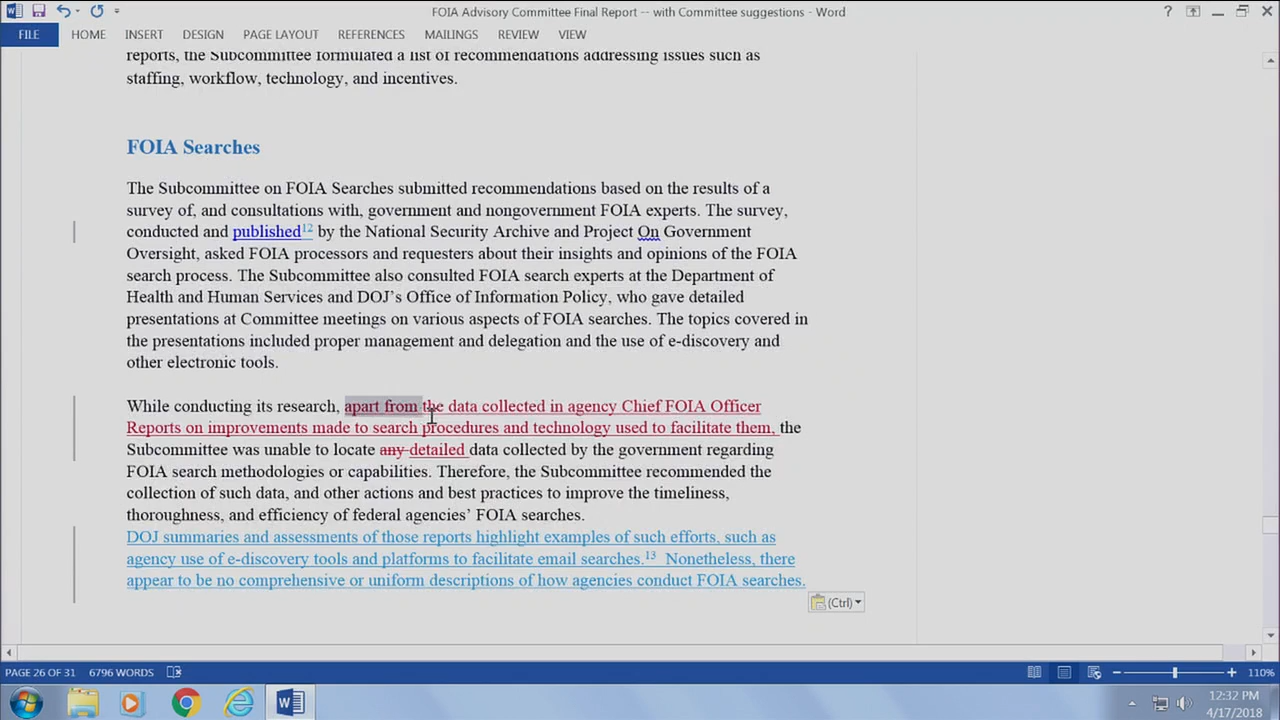 FOIA Advisory Committee Final Report -- with Committee suggestions - Word
FILE HOME INSERT DESIGN PAGE LAYOUT REFERENCES MAILINGS REVIEW VIEW
reports, the Subcommittee formulated a list of recommendations addressing issues such as
staffing, workflow, technology, and incentives.
FOIA Searches
The Subcommittee on FOIA Searches submitted recommendations based on the results of a
survey of, and consultations with, government and nongovernment FOIA experts. The survey,
conducted and published12 by the National Security Archive and Project On Government
Oversight, asked FOIA processors and requesters about their insights and opinions of the FOIA
search process. The Subcommittee also consulted FOIA search experts at the Department of
Health and Human Services and DOJ’s Office of Information Policy, who gave detailed
presentations at Committee meetings on various aspects of FOIA searches. The topics covered in
the presentations included proper management and delegation and the use of e-discovery and
other electronic tools.
While conducting its research, apart from the data collected in agency Chief FOIA Officer
Reports on improvements made to search procedures and technology used to facilitate them, the
Subcommittee was unable to locate any detailed data collected by the government regarding
FOIA search methodologies or capabilities. Therefore, the Subcommittee recommended the
collection of such data, and other actions and best practices to improve the timeliness,
thoroughness, and efficiency of federal agencies’ FOIA searches.
DOJ summaries and assessments of those reports highlight examples of such efforts, such as
agency use of e-discovery tools and platforms to facilitate email searches.13 Nonetheless, there
appear to be no comprehensive or uniform descriptions of how agencies conduct FOIA searches.
(Ctrl)
PAGE 26 OF 31 6796 WORDS 110%
12:32 PM
4/17/2018